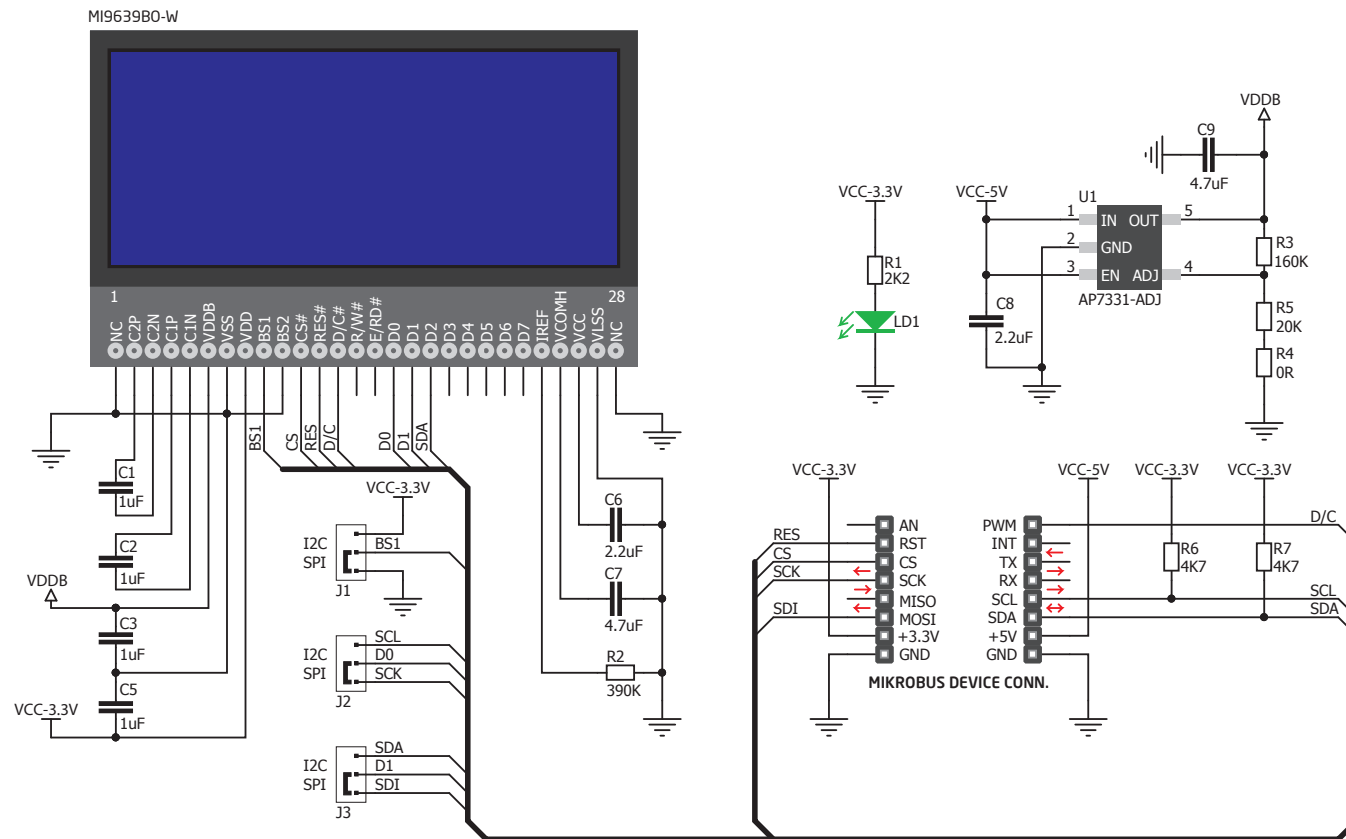 MI9639BO-W
1
28
NC
C2P
C2N
C1P
C1N
VDDB
VSS
VDD
BS1
BS2
CS#
RES#
D/C#
R/W#
E/RD#
D0
D1
D2
D3
D4
D5
D6
D7
IREF
VCOMH
VCC
VLSS
NC
BS1
CS
RES
D/C
D0
D1
SDA
C1
1uF
C2
1uF
VDDB
C3
1uF
C5
1uF
VCC-3.3V
VCC-3.3V
I2C
SPI
BS1
J1
I2C
SPI
SCL
D0
SCK
J2
I2C
SPI
SDA
D1
SDI
J3
C6
2.2uF
C7
4.7uF
R2
390K
VCC-3.3V
R1
2K2
LD1
VCC-5V
C8
2.2uF
U1
1
2
3
IN
OUT
GND
EN
ADJ
5
4
AP7331-ADJ
VDDB
C9
4.7uF
R3
160K
R5
20K
R4
0R
VCC-3.3V
VCC-5V
VCC-3.3V
VCC-3.3V
RES
CS
SCK
SDI
AN
RST
CS
SCK
MISO
MOSI
+3.3V
GND
PWM
INT
TX
RX
SCL
SDA
+5V
GND
MIKROBUS DEVICE CONN.
R6
4K7
R7
4K7
D/C
SCL
SDA